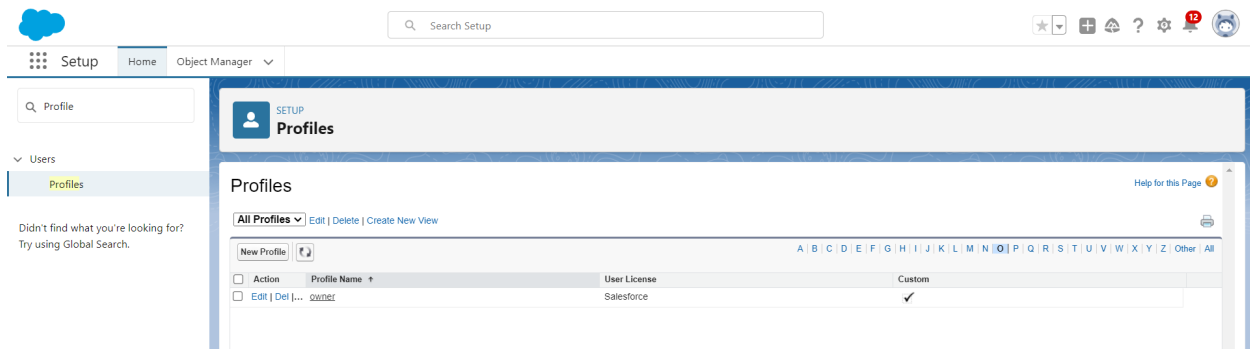 Search Setup
12
Setup
Home
Object Manager
Profile
SETUP
Profiles
Users
Profiles
Didn't find what you're looking for?
Try using Global Search.
Profiles
Help for this Page
All Profiles Edit | Delete | Create New View
New Profile
A | B | C | D | E | F | G | H | I | J | K | L | M | N | O | P | Q | R | S | T | U | V | W | X | Y | Z | Other | All
Action Profile Name ↑ User License Custom
Edit | Del |... owner Salesforce ✓